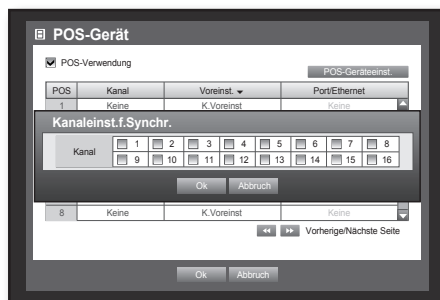 POS-Gerät
POS-Verwendung
POS-Geräteeinst.
POS Kanal Voreinst. Port/Ethernet
1 Keine K.Voreinst Keine
Kanaleinst.f.Synchr.
Kanal 1 2 3 4 5 6 7 8
9 10 11 12 13 14 15 16
Ok Abbruch
8 Keine K.Voreinst Keine
Vorherige/Nächste Seite
Ok Abbruch